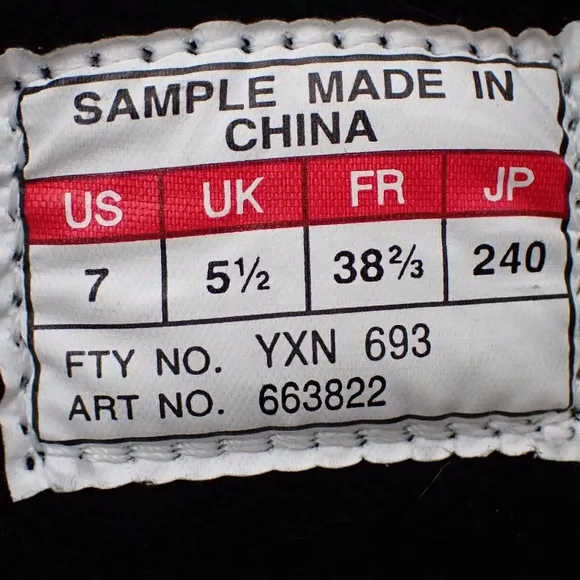 SAMPLE MADE IN
CHINA
US UK FR JP
7 5½ 38⅔ 240
FTY NO. YXN 693
ART NO. 663822